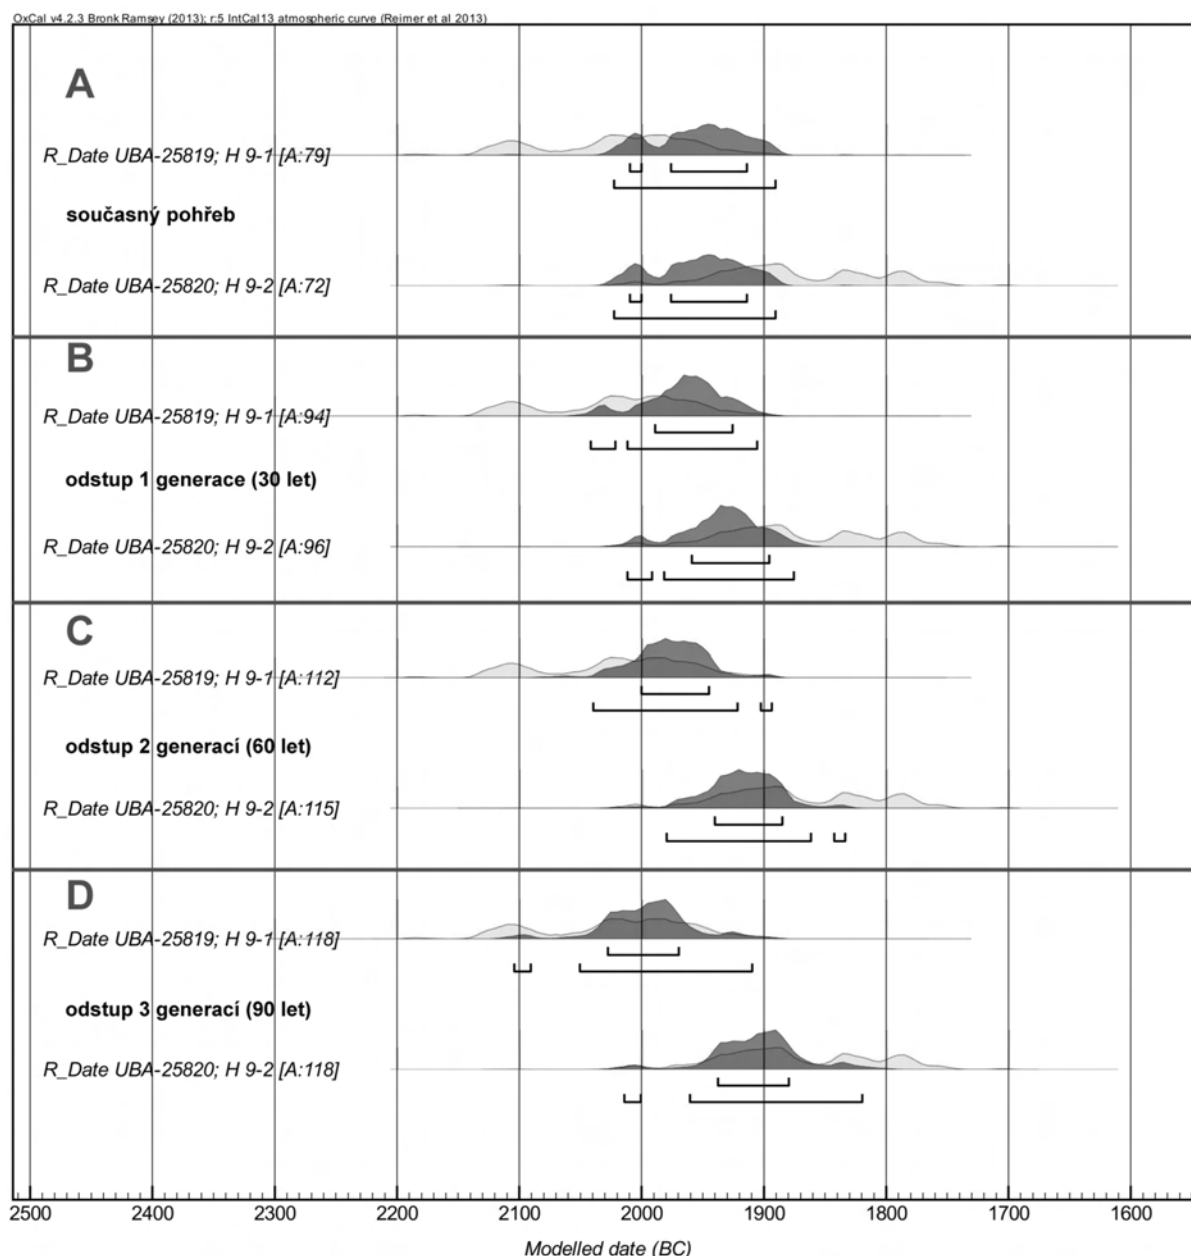 OxCal v4.2.3 Bronk Ramsey (2013); r:5 IntCal13 atmospheric curve (Reimer et al 2013)
A
R_Date UBA-25819; H 9-1 [A:79]
současný pohřeb
R_Date UBA-25820; H 9-2 [A:72]
B
R_Date UBA-25819; H 9-1 [A:94]
odstup 1 generace (30 let)
R_Date UBA-25820; H 9-2 [A:96]
C
R_Date UBA-25819; H 9-1 [A:112]
odstup 2 generací (60 let)
R_Date UBA-25820; H 9-2 [A:115]
D
R_Date UBA-25819; H 9-1 [A:118]
odstup 3 generací (90 let)
R_Date UBA-25820; H 9-2 [A:118]
2500 2400 2300 2200 2100 2000 1900 1800 1700 1600
Modelled date (BC)